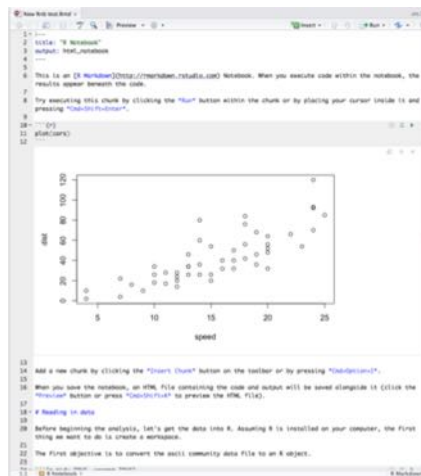 New Rnb test.Rmd
Preview
Insert
Run
1 ---
2 title: "R Notebook"
3 output: html_notebook
4 ---
5
6 This is an [R Markdown](http://rmarkdown.rstudio.com) Notebook. When you execute code within the notebook, the
results appear beneath the code.
7
8 Try executing this chunk by clicking the *Run* button within the chunk or by placing your cursor inside it and
pressing *Cmd+Shift+Enter*.
9
10 ```{r}
11 plot(cars)
12 ```
120
80
60
40
20
0
dist
5 10 15 20 25
speed
13
14 Add a new chunk by clicking the *Insert Chunk* button on the toolbar or by pressing *Cmd+Option+I*.
15
16 When you save the notebook, an HTML file containing the code and output will be saved alongside it (click the
*Preview* button or press *Cmd+Shift+K* to preview the HTML file).
17
18 # Reading in data
19
20 Before beginning the analysis, let's get the data into R. Assuming R is installed on your computer, the first
thing we want to do is create a workspace.
21
22 The first objective is to convert the ascii community data file to an R object.
23
R Notebook
R Markdown